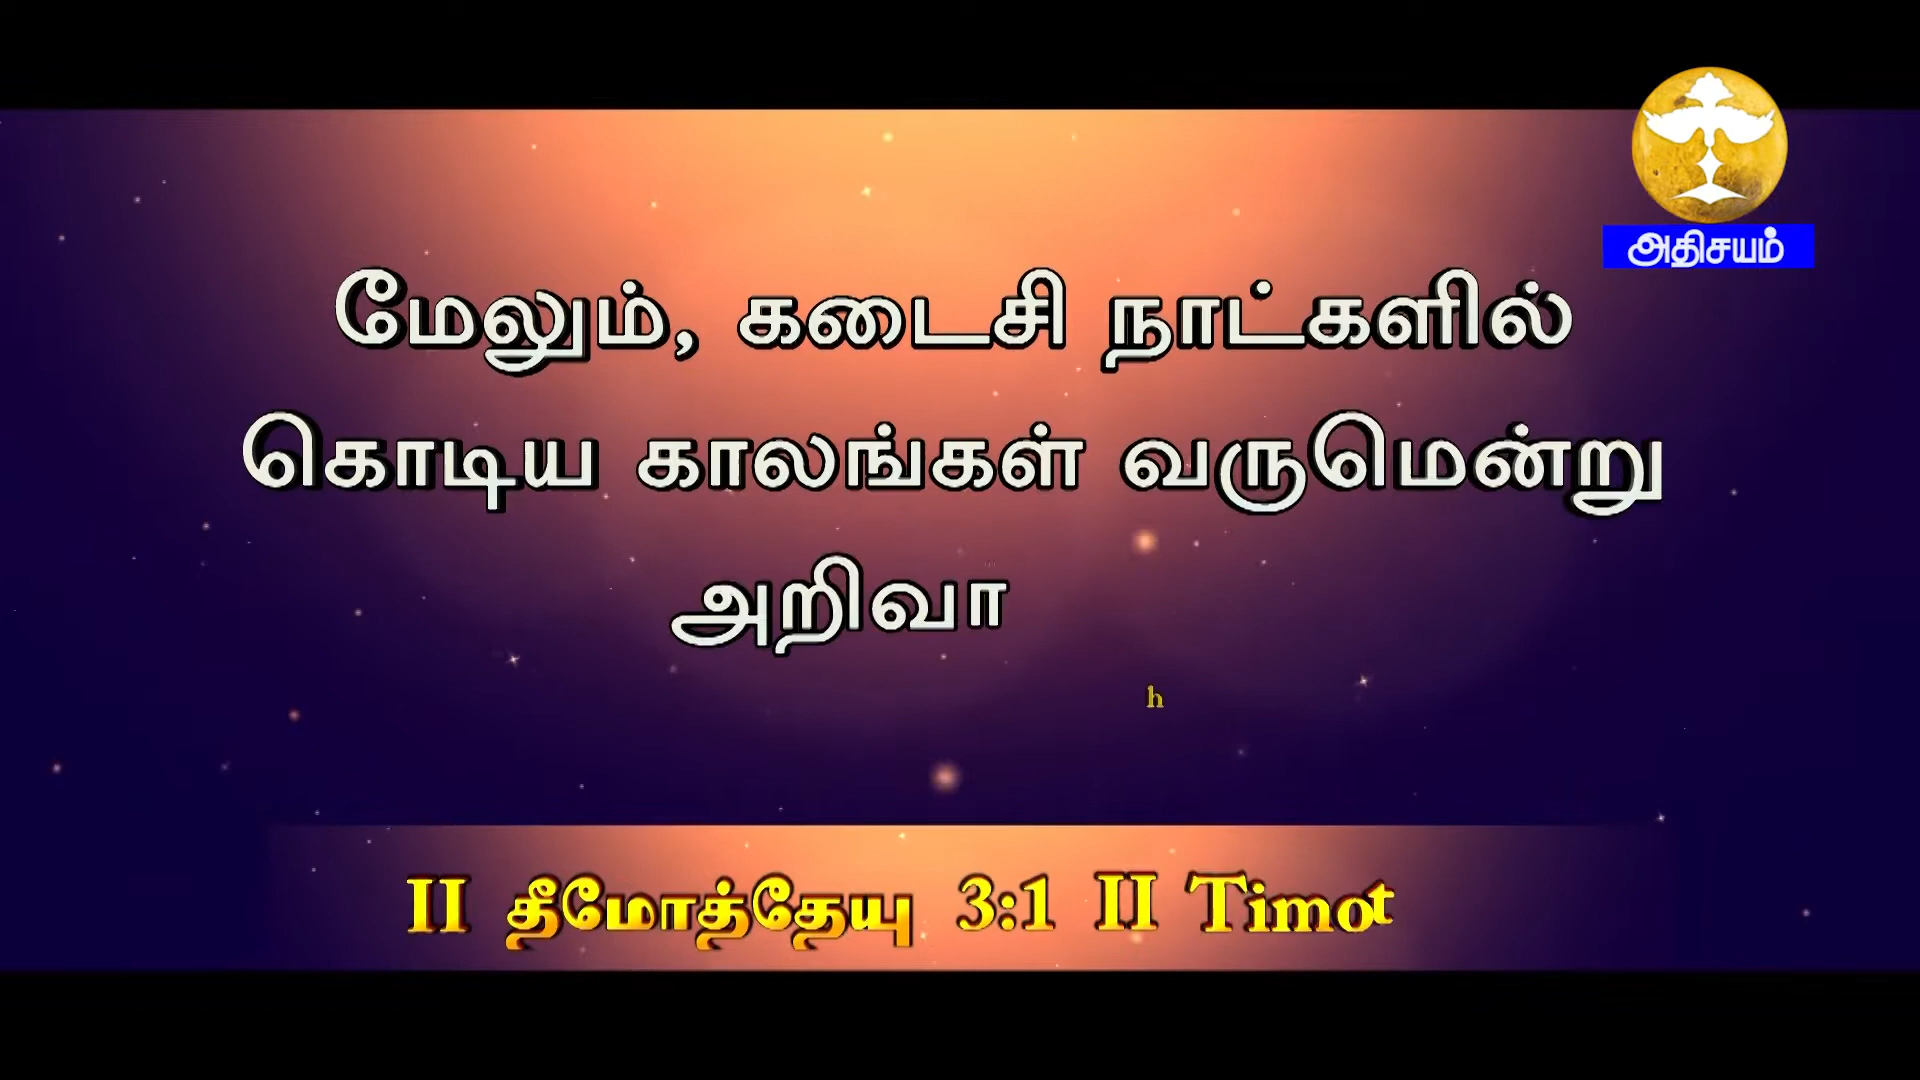 அதிசயம்
மேலும், கடைசி நாட்களில்
கொடிய காலங்கள் வருமென்று
அறிவா
h
II தீமோத்தேயு 3:1 II Timot